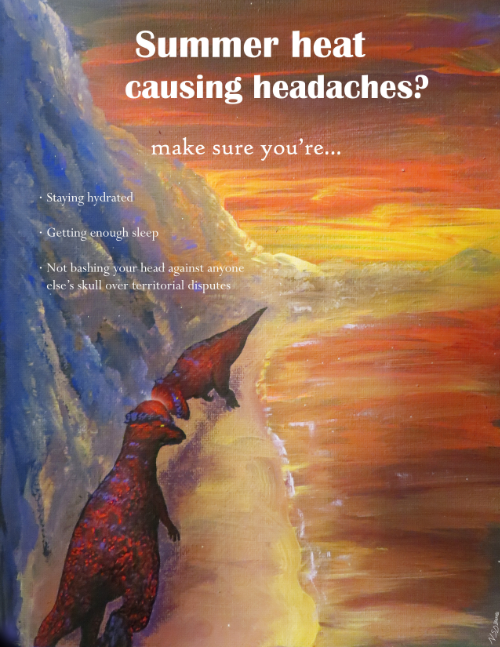 Summer heat
causing headaches?
make sure you're...
· Staying hydrated
· Getting enough sleep
· Not bashing your head against anyone
else's skull over territorial disputes